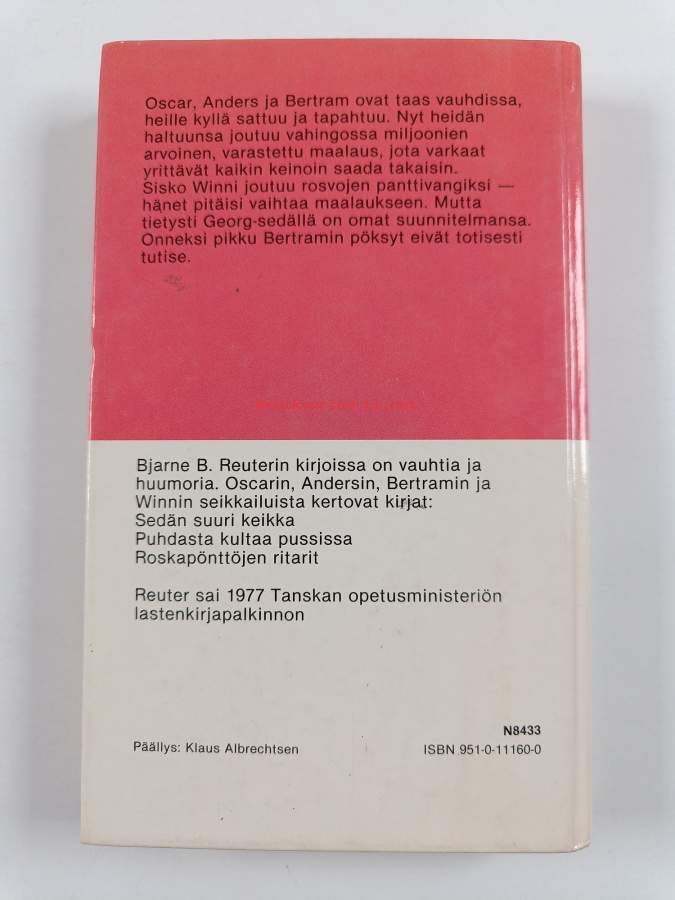 Oscar, Anders ja Bertram ovat taas vauhdissa,
heille kyllä sattuu ja tapahtuu. Nyt heidän
haltuunsa joutuu vahingossa miljoonien
arvoinen, varastettu maalaus, jota varkaat
yrittävät kaikin keinoin saada takaisin.
Sisko Winni joutuu rosvojen panttivangiksi —
hänet pitäisi vaihtaa maalaukseen. Mutta
tietysti Georg-sedällä on omat suunnitelmansa.
Onneksi pikku Bertramin pöksyt eivät totisesti
tutise.
Bjarne B. Reuterin kirjoissa on vauhtia ja
huumoria. Oscarin, Andersin, Bertramin ja
Winnin seikkailuista kertovat kirjat:
Sedän suuri keikka
Puhdasta kultaa pussissa
Roskapönttöjen ritarit
Reuter sai 1977 Tanskan opetusministeriön
lastenkirjapalkinnon
N8433
Päällys: Klaus Albrechtsen ISBN 951-0-11160-0